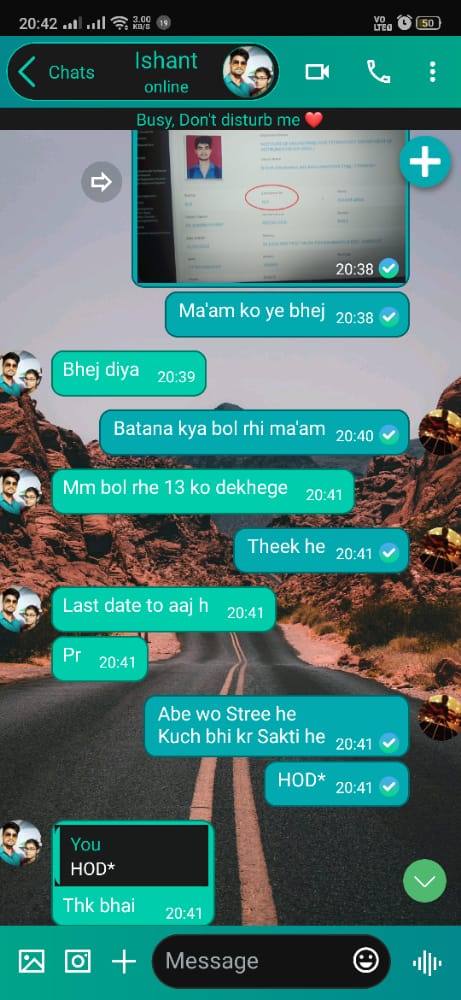 20:42 3.00 KB/S 19 VO LTE 50
Chats Ishant
online
Busy, Don't disturb me ❤️
20:38
Ma'am ko ye bhej 20:38
Bhej diya 20:39
Batana kya bol rhi ma'am 20:40
Mm bol rhe 13 ko dekhege 20:41
Theek he 20:41
Last date to aaj h 20:41
Pr 20:41
Abe wo Stree he
Kuch bhi kr Sakti he 20:41
HOD* 20:41
You
HOD*
Thk bhai 20:41
Message